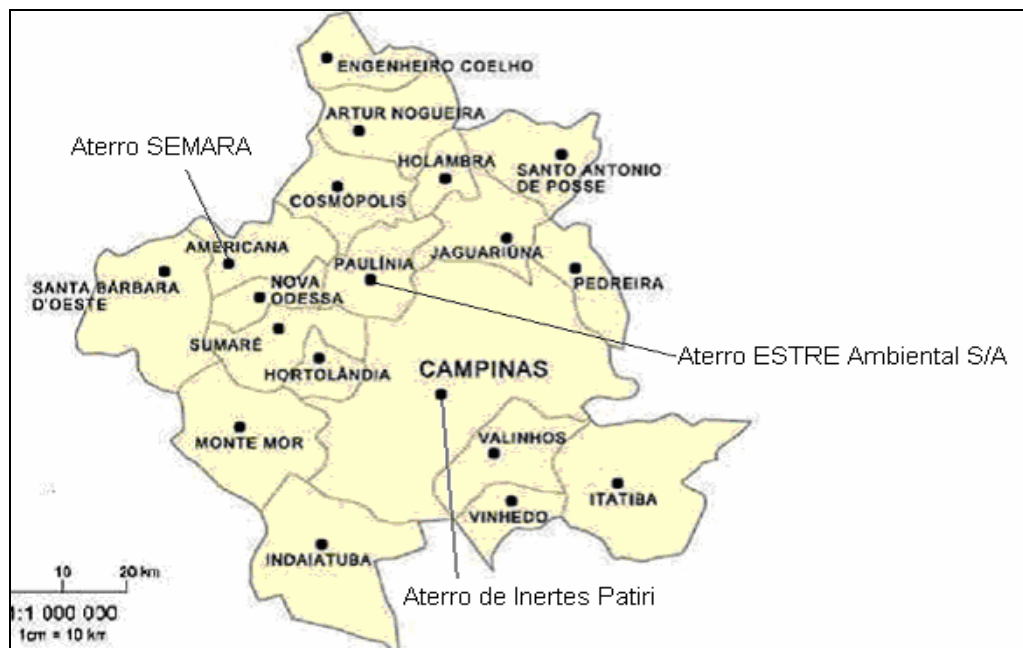 ENGENHEIRO COELHO
ARTUR NOGUEIRA
Aterro SEMARA
HOLAMBRA
SANTO ANTONIO
DE POSSE
COSMÓPOLIS
AMERICANA
JAGUARIÚNA
PAULÍNIA
SANTA BÁRBARA
D'OESTE
NOVA
ODESSA
PEDREIRA
SUMARÉ
Aterro ESTRE Ambiental S/A
HORTOLÂNDIA
CAMPINAS
MONTE MOR
VALINHOS
ITATIBA
VINHEDO
INDAIATUBA
Aterro de Inertes Patiri
10 20 km
1:1 000 000
1cm = 10 km